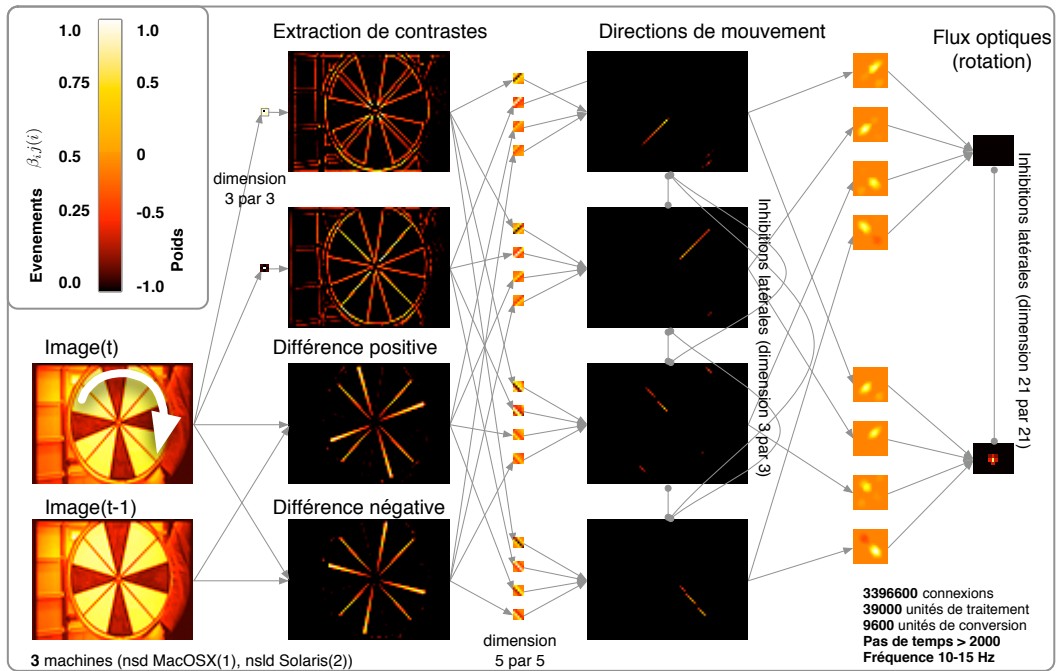 Extraction de contrastes
Directions de mouvement
Flux optiques
(rotation)
1.0
1.0
0.75
0.5
0.5
0
0.25
-0.5
0.0
-1.0
Evenements βi,j(i)
Poids
dimension
3 par 3
Inhibitions latérales (dimension 3 par 3)
Inhibitions latérales (dimension 21 par 21)
Image(t)
Différence positive
Image(t-1)
Différence négative
dimension
5 par 5
3396600 connexions
39000 unités de traitement
9600 unités de conversion
Pas de temps > 2000
Fréquence 10-15 Hz
3 machines (nsd MacOSX(1), nsld Solaris(2))